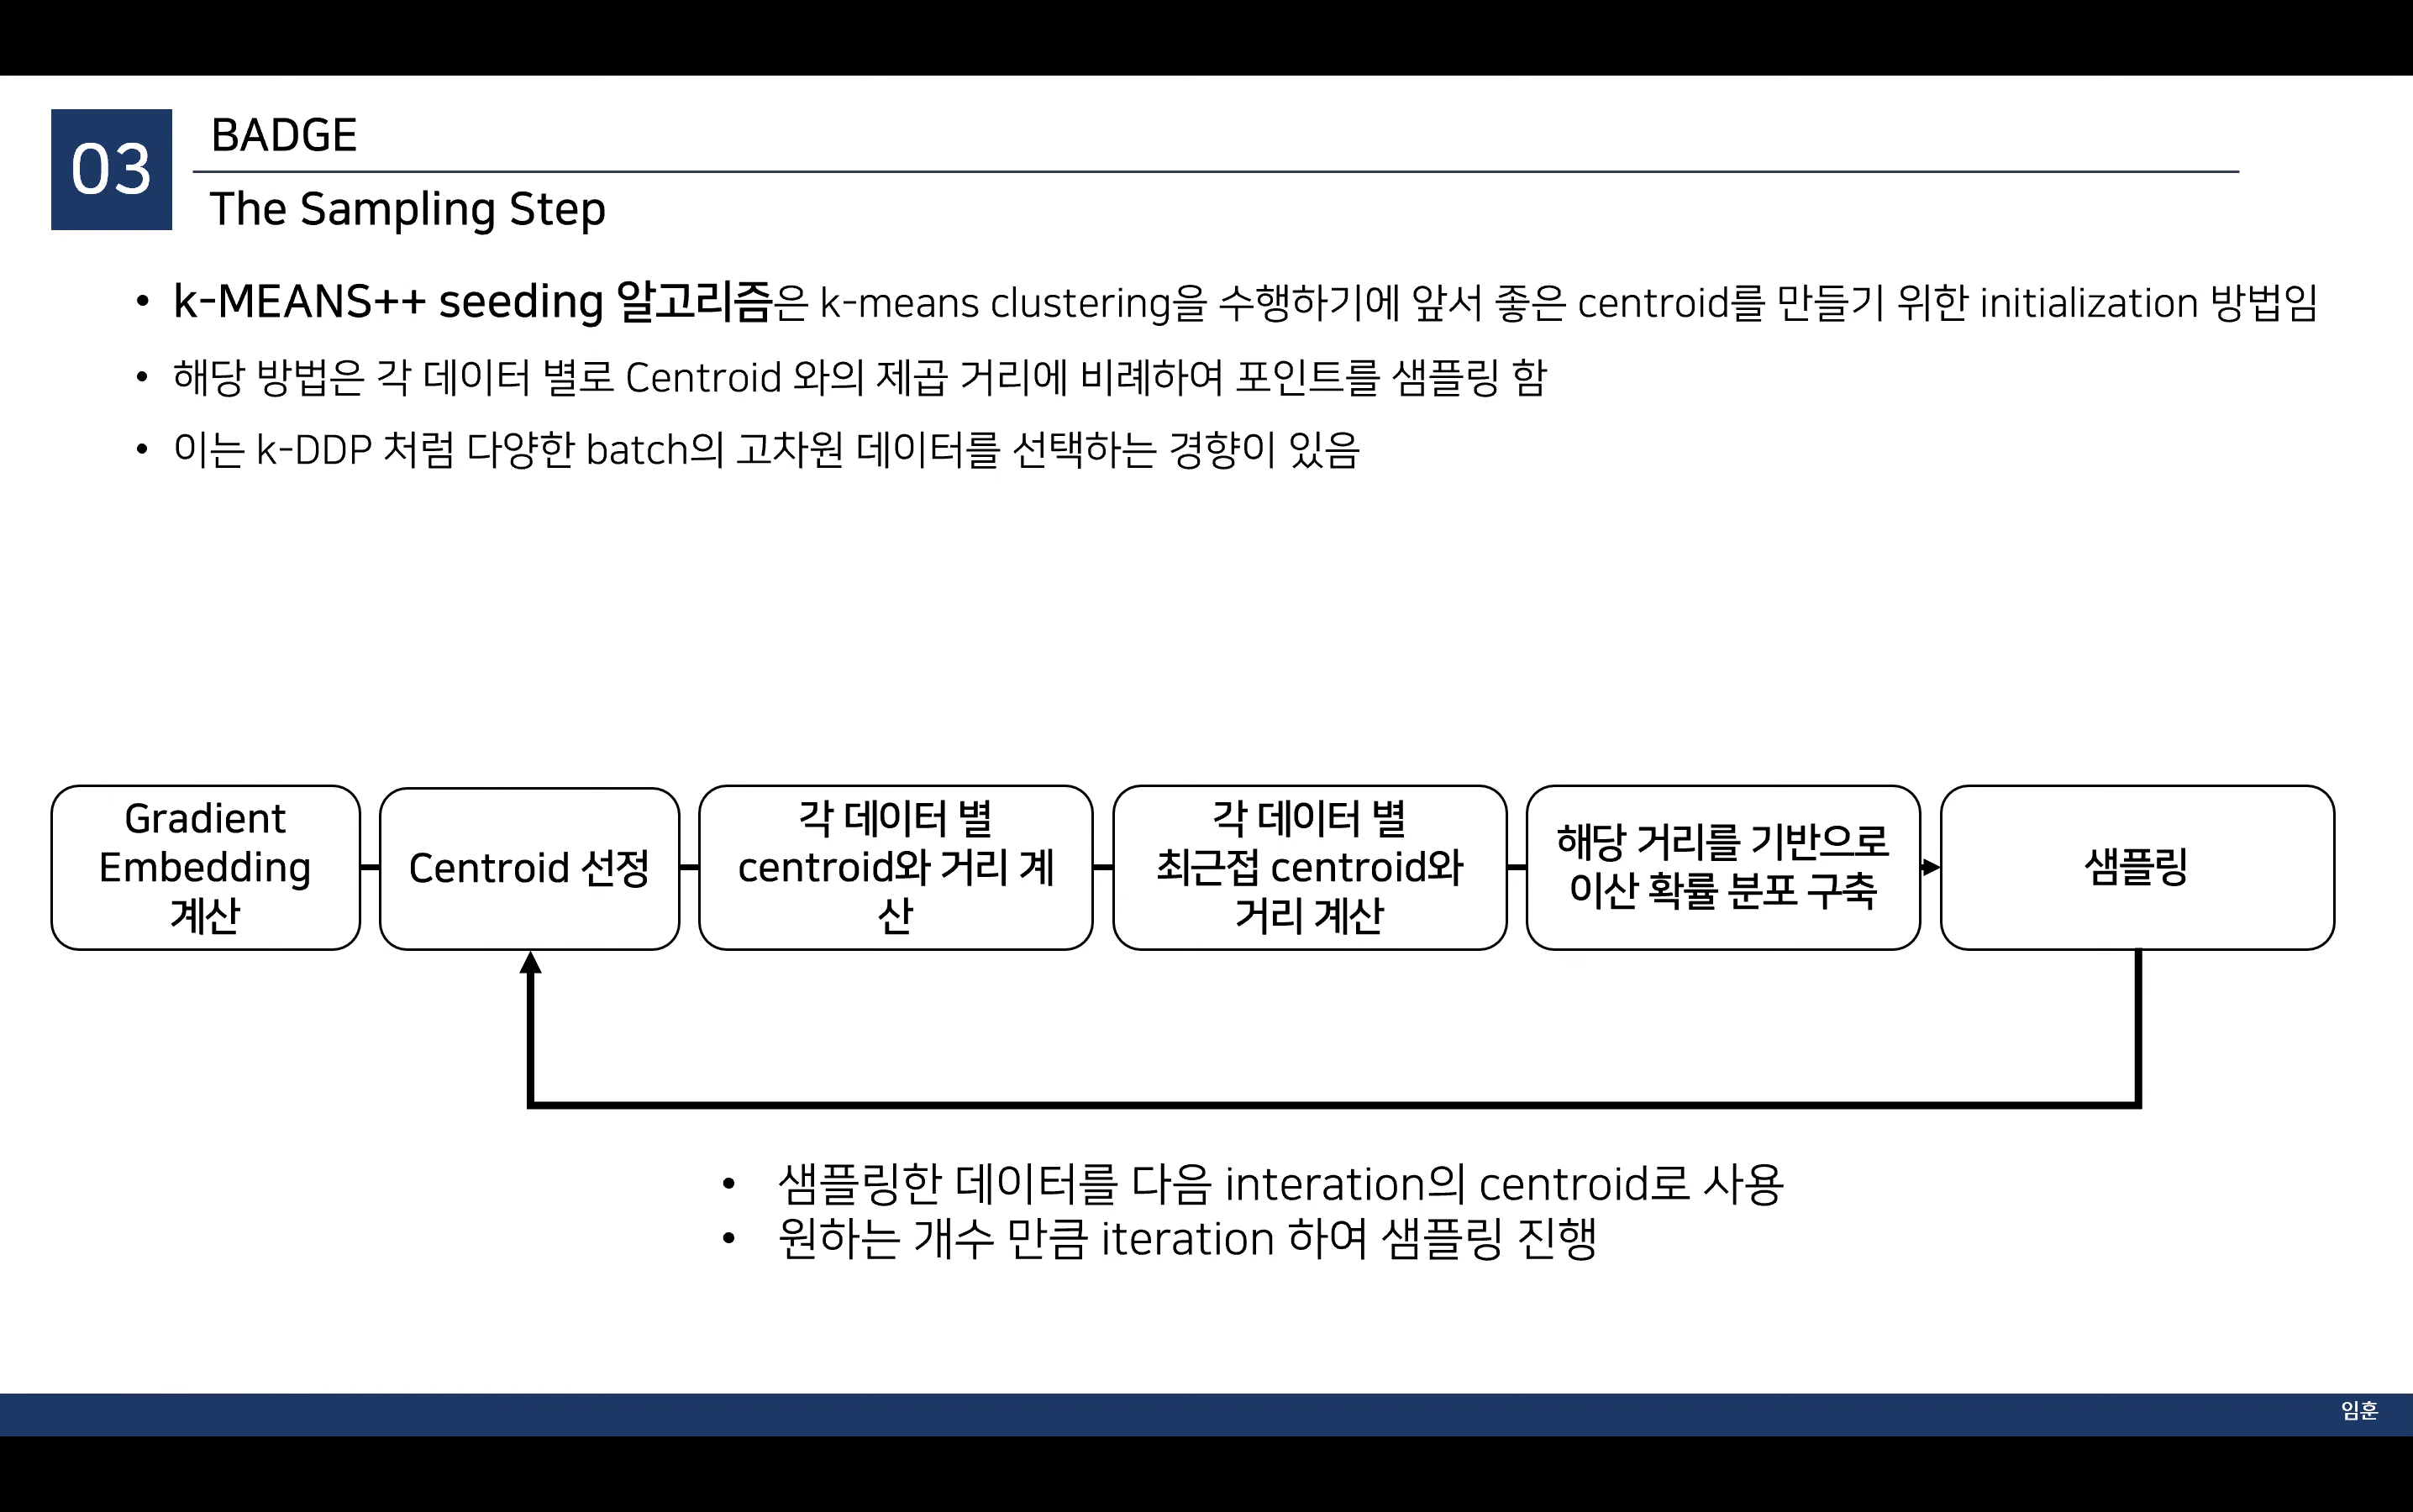 03
BADGE
The Sampling Step
• k-MEANS++ seeding 알고리즘은 k-means clustering을 수행하기에 앞서 좋은 centroid를 만들기 위한 initialization 방법임
• 해당 방법은 각 데이터 별로 Centroid 와의 제곱 거리에 비례하여 포인트를 샘플링 함
• 이는 k-DDP 처럼 다양한 batch의 고차원 데이터를 선택하는 경향이 있음
Gradient
Embedding
계산
Centroid 선정
각 데이터 별
centroid와 거리 계
산
각 데이터 별
최근접 centroid와
거리 계산
해당 거리를 기반으로
이산 확률 분포 구축
샘플링
• 샘플링한 데이터를 다음 interation의 centroid로 사용
• 원하는 개수 만큼 iteration 하여 샘플링 진행
임훈